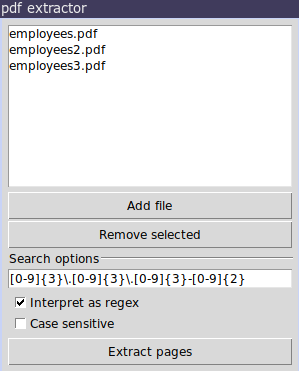 pdf extractor
employees.pdf
employees2.pdf
employees3.pdf
Add file
Remove selected
Search options
[0-9]{3}\.[0-9]{3}\.[0-9]{3}-[0-9]{2}
Interpret as regex
Case sensitive
Extract pages